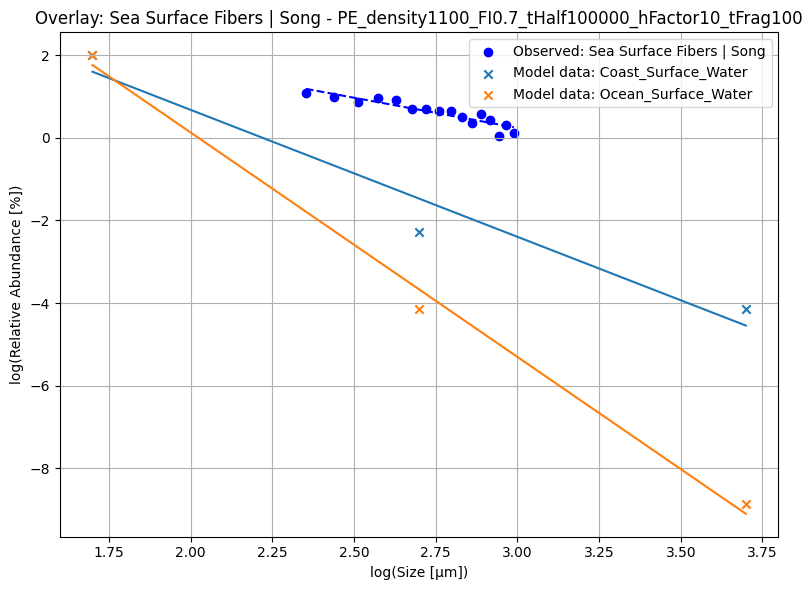 Overlay: Sea Surface Fibers | Song - PE_density1100_FI0.7_tHalf100000_hFactor10_tFrag100
Observed: Sea Surface Fibers | Song
Model data: Coast_Surface_Water
Model data: Ocean_Surface_Water
log(Relative Abundance [%])
2
0
−2
−4
−6
−8
1.75 2.00 2.25 2.50 2.75 3.00 3.25 3.50 3.75
log(Size [μm])